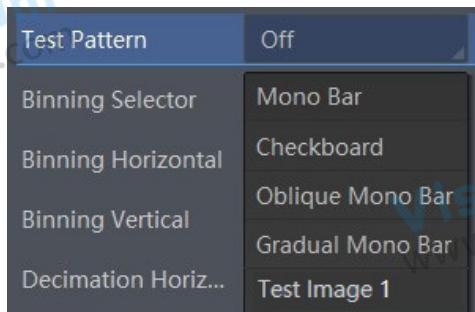 Test Pattern Off
Binning Selector Mono Bar
Binning Horizontal Checkboard
Binning Vertical Oblique Mono Bar
Gradual Mono Bar
Decimation Horiz... Test Image 1